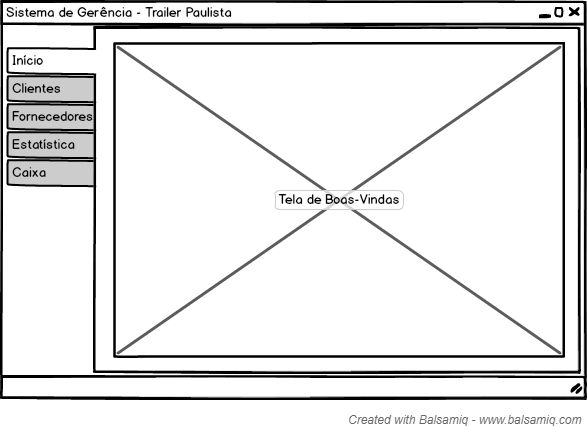 Sistema de Gerência - Trailer Paulista
Início
Clientes
Fornecedores
Estatística
Caixa
Tela de Boas-Vindas
Created with Balsamiq - www.balsamiq.com